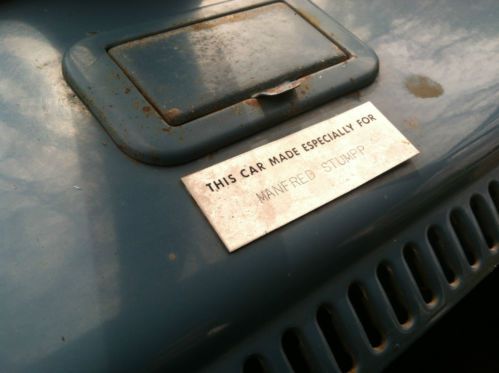 THIS CAR MADE ESPECIALLY FOR
MANFRED STUMPP